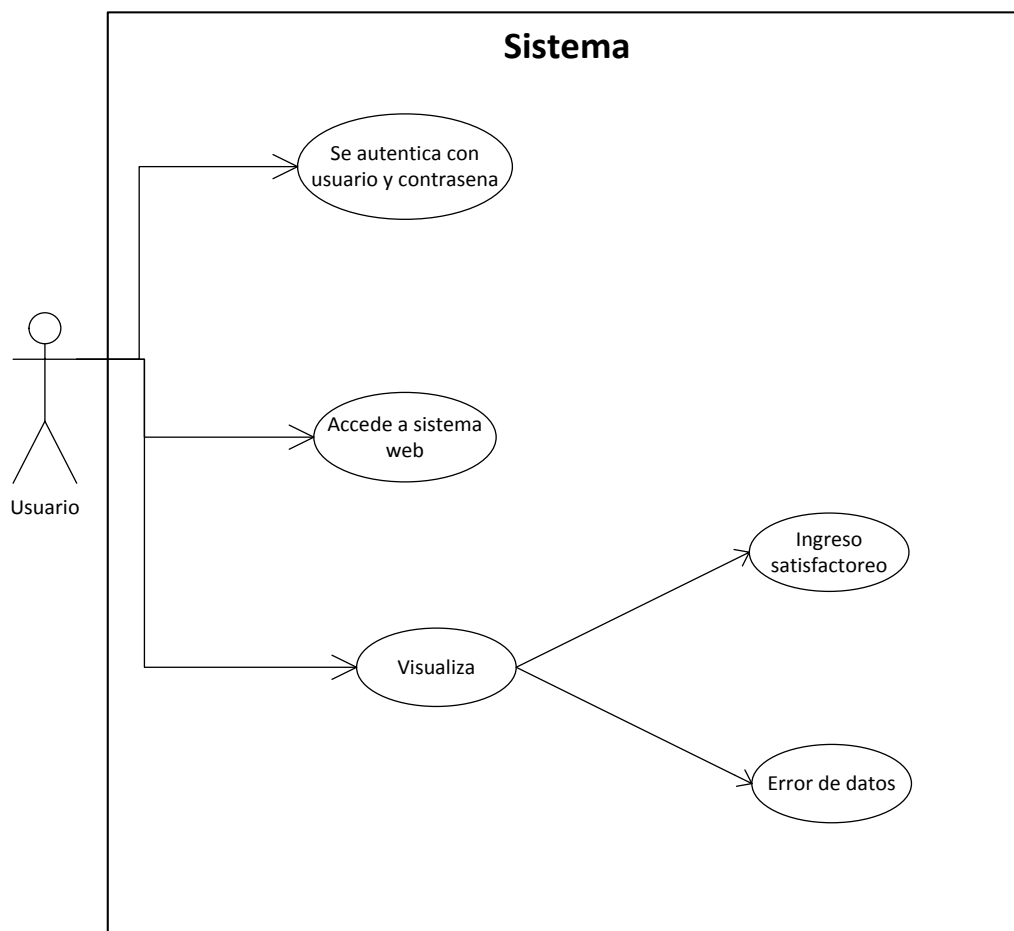 Sistema
Se autentica con
usuario y contrasena
Accede a sistema
web
Usuario
Ingreso
satisfactoreo
Visualiza
Error de datos